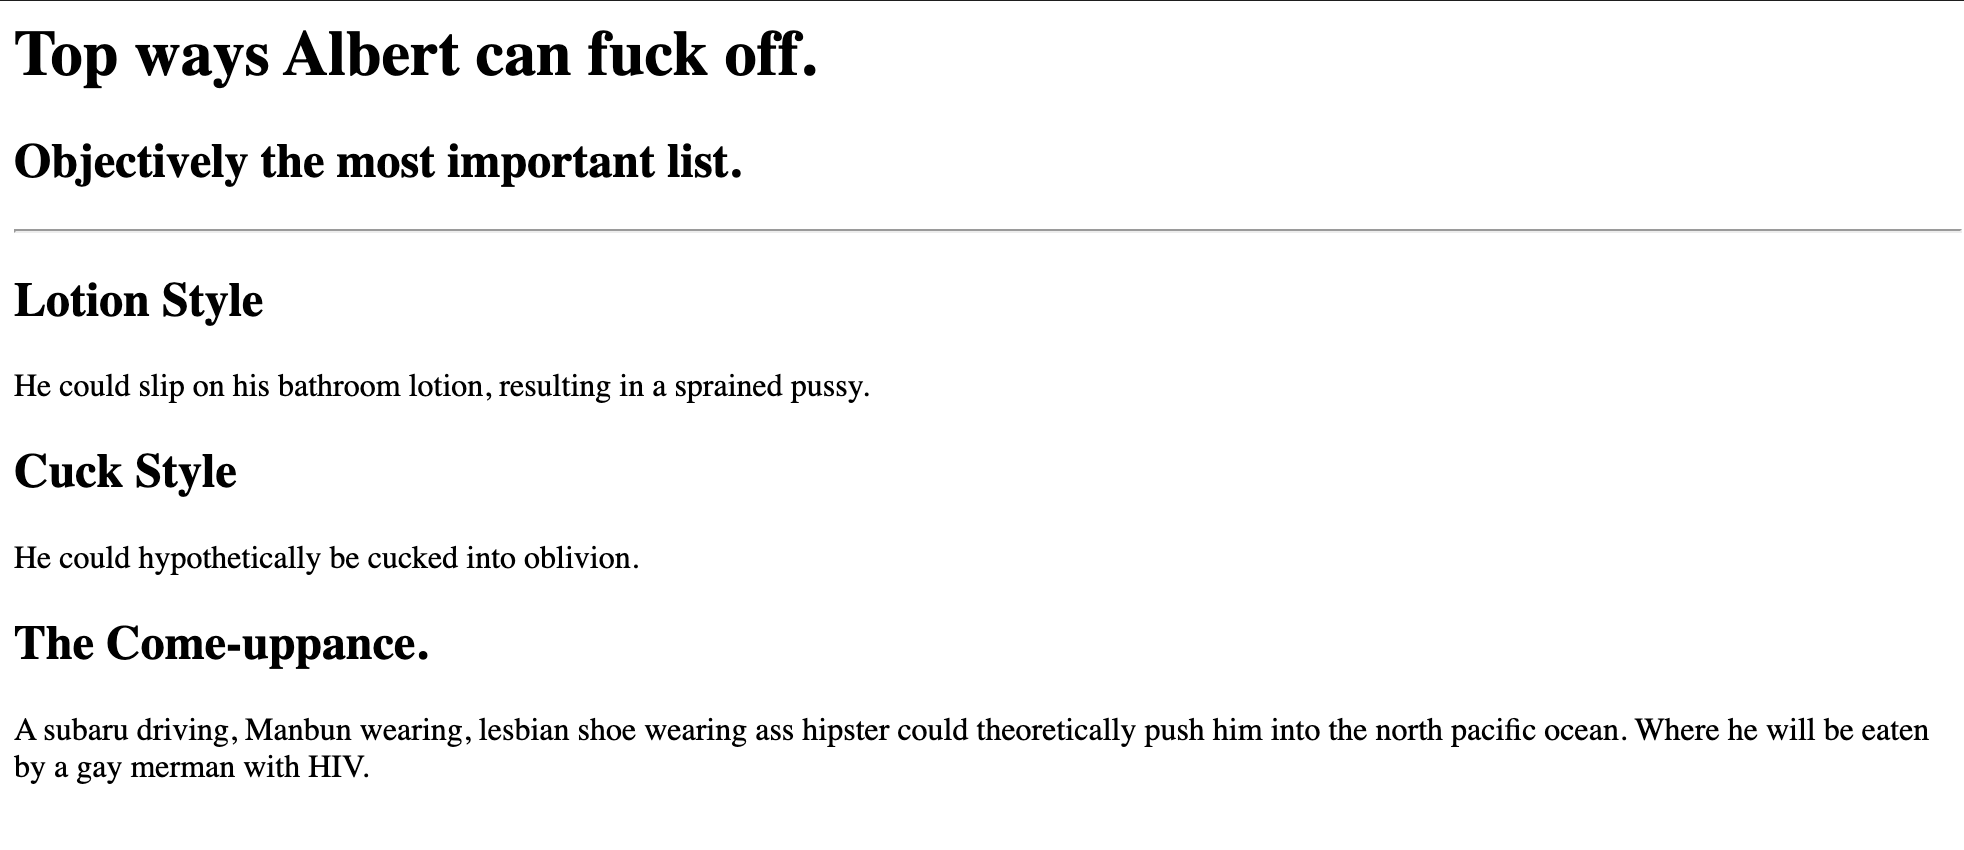 Top ways Albert can fuck off.
Objectively the most important list.
Lotion Style
He could slip on his bathroom lotion, resulting in a sprained pussy.
Cuck Style
He could hypothetically be cucked into oblivion.
The Come-uppance.
A subaru driving, Manbun wearing, lesbian shoe wearing ass hipster could theoretically push him into the north pacific ocean. Where he will be eaten
by a gay merman with HIV.